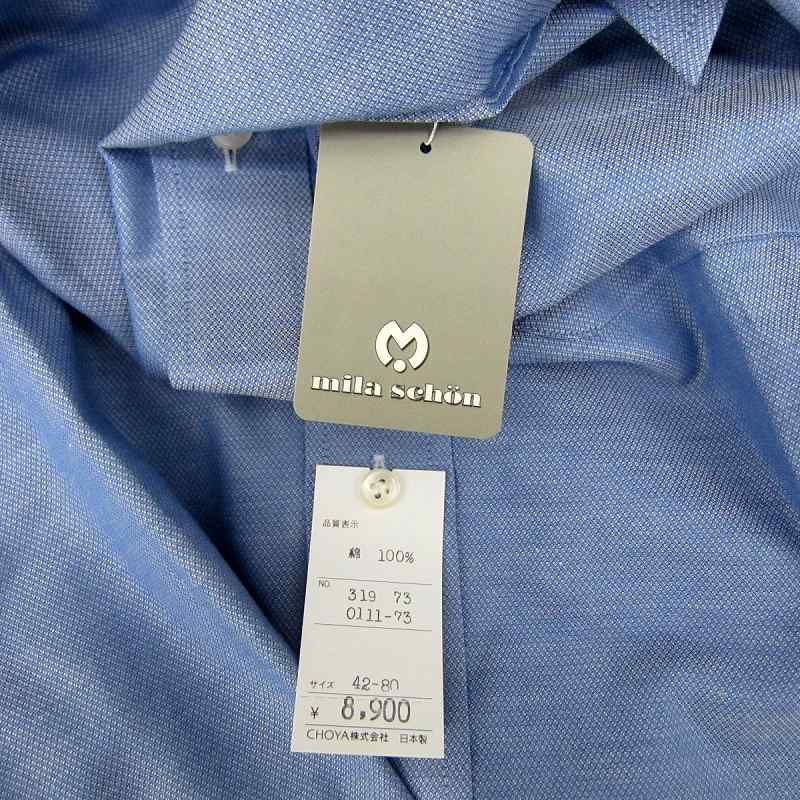 mila schön
品質表示
綿 100%
NO. 319 73
0111-73
サイズ 42-80
¥ 8,900
CHOYA株式会社 日本製